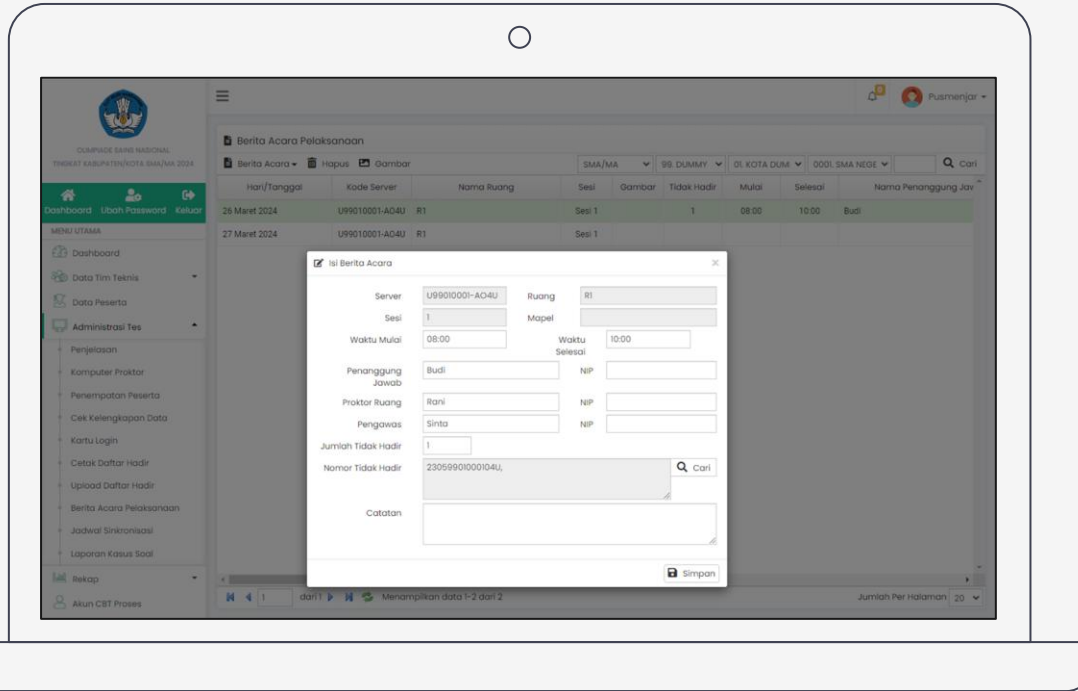 Pusmenjar
OLIMPIADE SAINS NASIONAL
TINGKAT KABUPATEN/KOTA SMA/MA 2024
Dashboard Ubah Password Keluar
MENU UTAMA
Dashboard
Data Tim Teknis
Data Peserta
Administrasi Tes
Penjelasan
Komputer Proktor
Penempatan Peserta
Cek Kelengkapan Data
Kartu Login
Cetak Daftar Hadir
Upload Daftar Hadir
Berita Acara Pelaksanaan
Jadwal Sinkronisasi
Laporan Kasus Soal
Rekap
Akun CBT Proses
Berita Acara Pelaksanaan
Berita Acara Hapus Gambar SMA/MA 99. DUMMY 01. KOTA DUM 0001. SMA NEGE Cari
Hari/Tanggal Kode Server Nama Ruang Sesi Gambar Tidak Hadir Mulai Selesai Nama Penanggung Jav
26 Maret 2024 U99010001-AO4U R1 Sesi 1 1 08:00 10:00 Budi
27 Maret 2024 U99010001-AO4U R1 Sesi 1
Isi Berita Acara ×
Server U99010001-AO4U Ruang R1
Sesi 1 Mapel
Waktu Mulai 08:00 Waktu Selesai 10:00
Penanggung Jawab Budi NIP
Proktor Ruang Rani NIP
Pengawas Sinta NIP
Jumlah Tidak Hadir 1
Nomor Tidak Hadir 23059901000104U, Cari
Catatan
Simpan
1 dari 1 Menampilkan data 1-2 dari 2 Jumlah Per Halaman 20